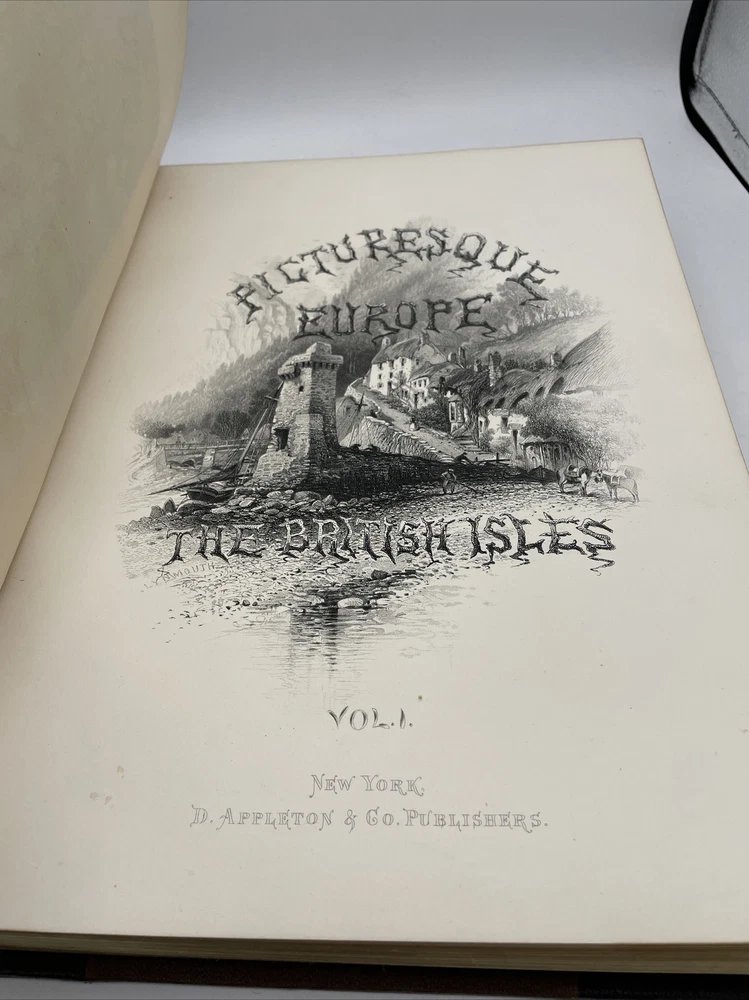 PICTURESQUE
EUROPE
THE BRITISH ISLES
VOL. I.
NEW YORK,
D. APPLETON & CO. PUBLISHERS.